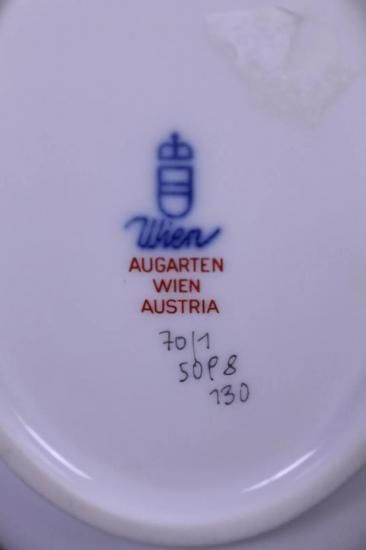 Wien
AUGARTEN
WIEN
AUSTRIA
70/1
50P8
130